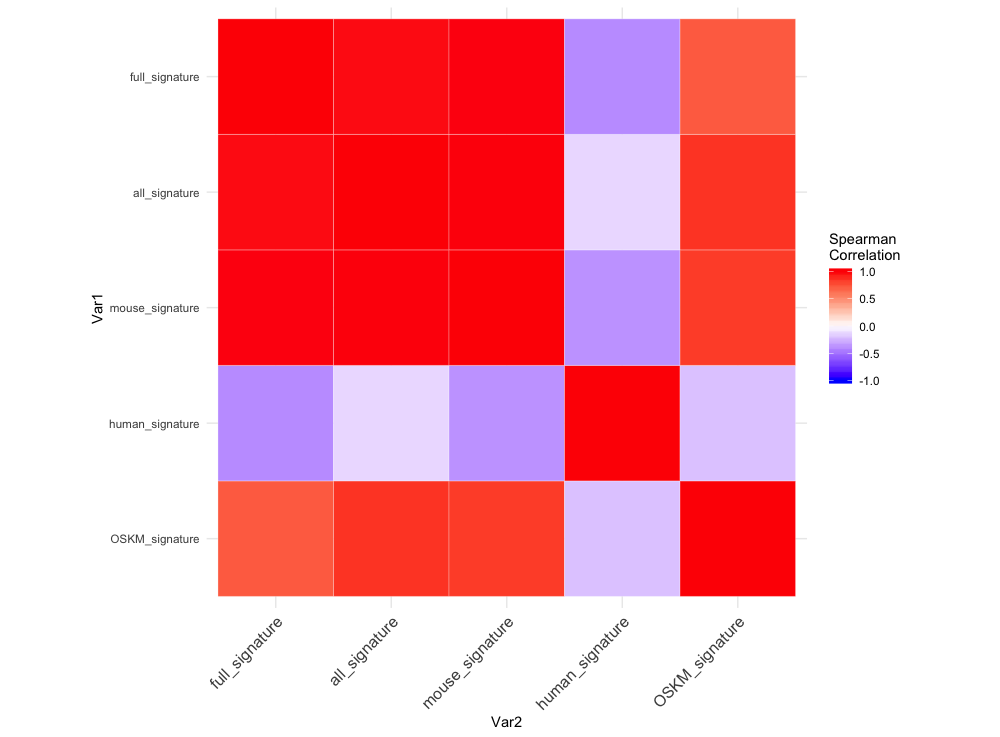 full_signature
all_signature
mouse_signature
human_signature
OSKM_signature
Var1
full_signature
all_signature
mouse_signature
human_signature
OSKM_signature
Var2
Spearman
Correlation
1.0
0.5
0.0
-0.5
-1.0